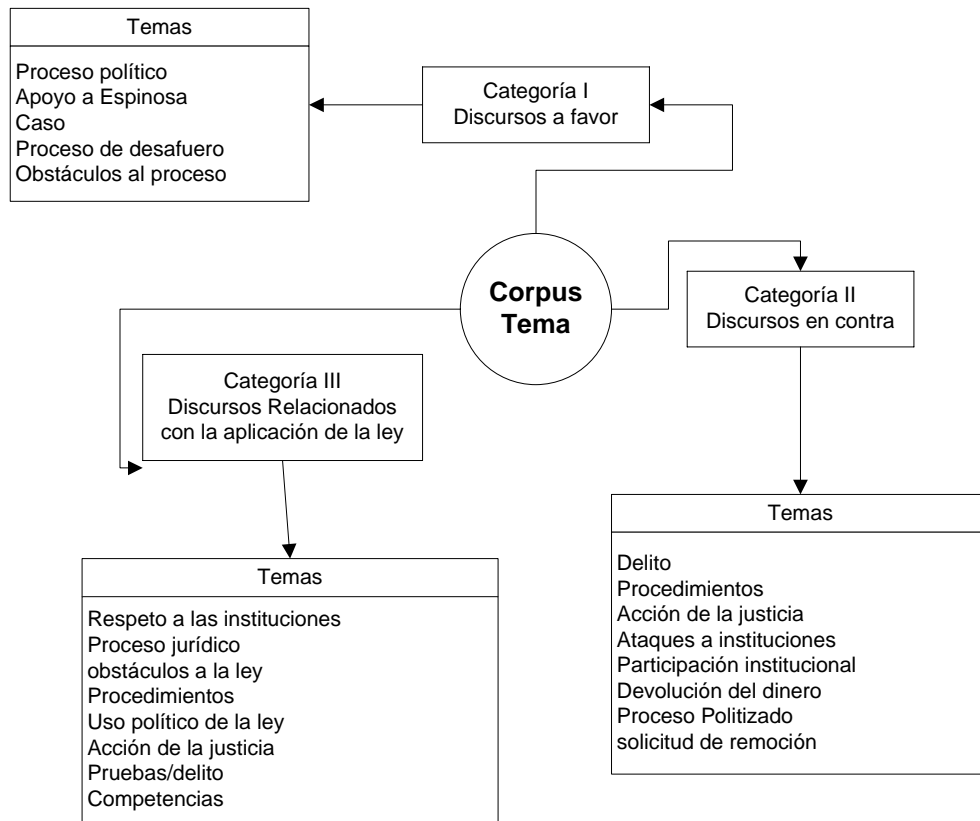 Temas
Proceso político
Apoyo a Espinosa
Caso
Proceso de desafuero
Obstáculos al proceso
Categoría I
Discursos a favor
Corpus
Tema
Categoría II
Discursos en contra
Categoría III
Discursos Relacionados
con la aplicación de la ley
Temas
Delito
Procedimientos
Acción de la justicia
Ataques a instituciones
Participación institucional
Devolución del dinero
Proceso Politizado
solicitud de remoción
Temas
Respeto a las instituciones
Proceso jurídico
obstáculos a la ley
Procedimientos
Uso político de la ley
Acción de la justicia
Pruebas/delito
Competencias